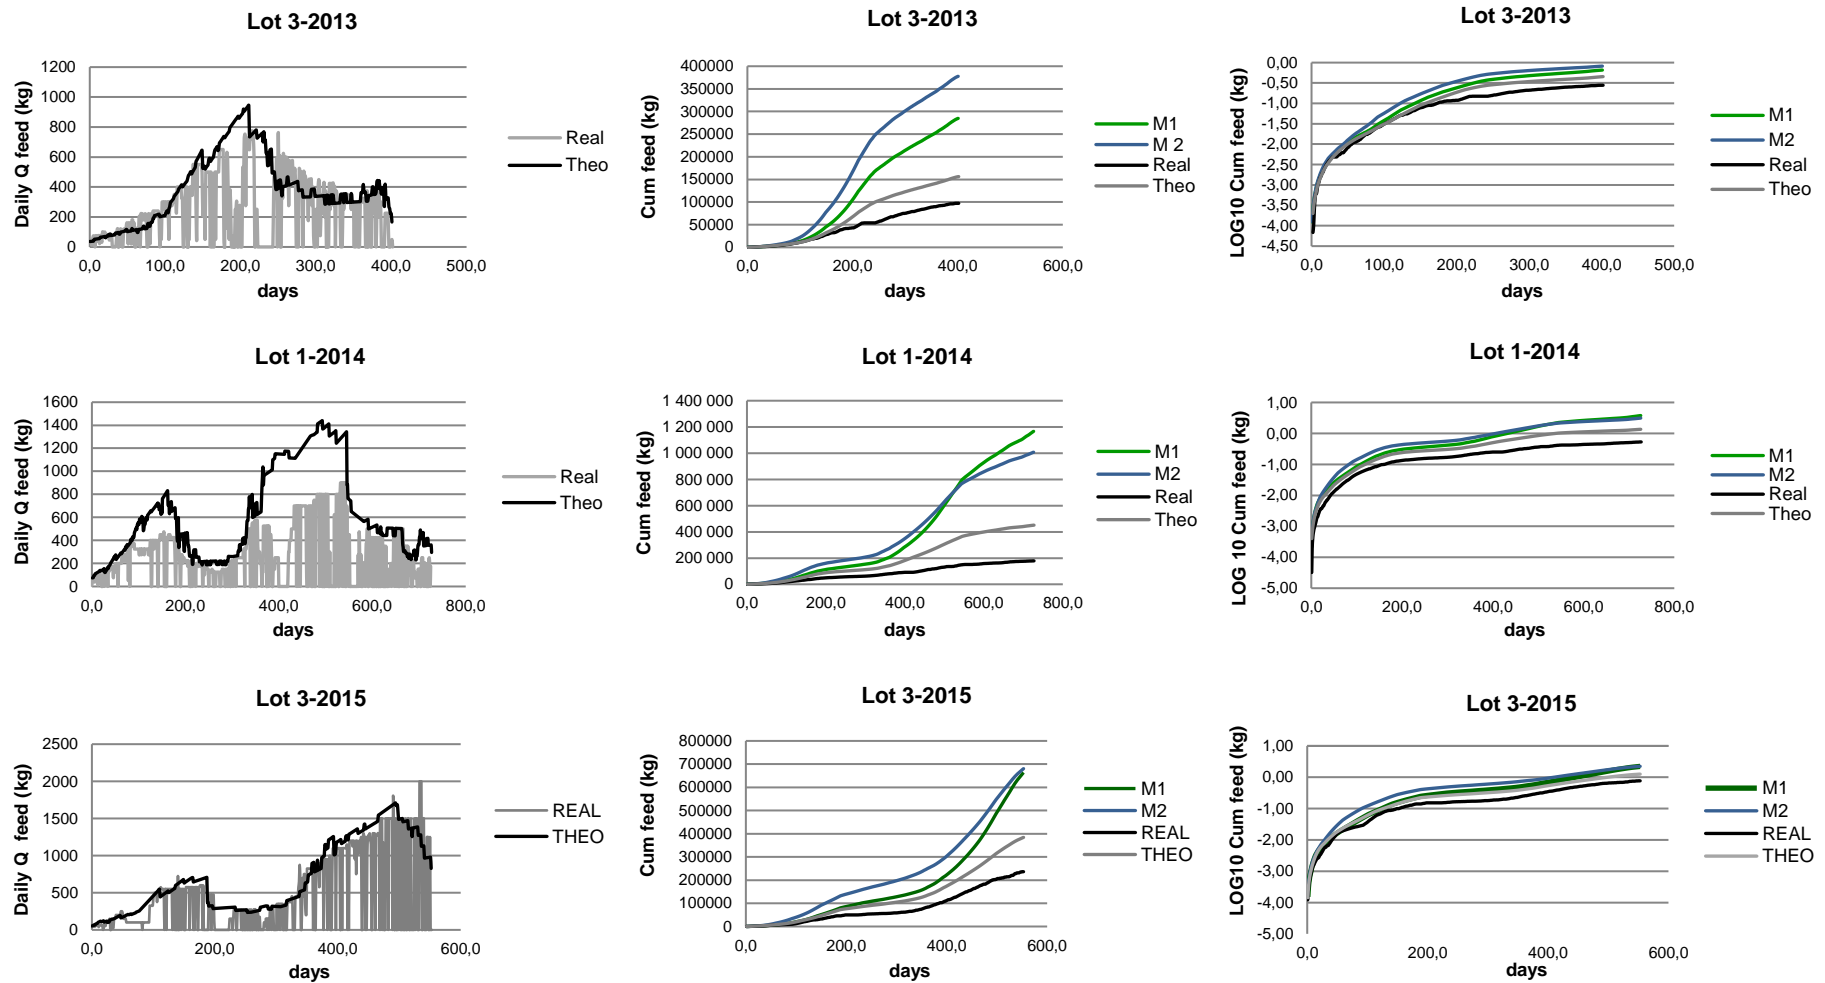 Lot 3-2013
Daily Q feed (kg)
1200
1000
800
600
400
200
0
0,0 100,0 200,0 300,0 400,0 500,0
days
Real
Theo
Lot 3-2013
Cum feed (kg)
400000
350000
300000
250000
200000
150000
100000
50000
0
0,0 200,0 400,0 600,0
days
M1
M 2
Real
Theo
Lot 3-2013
LOG10 Cum feed (kg)
0,00
-0,50
-1,00
-1,50
-2,00
-2,50
-3,00
-3,50
-4,00
-4,50
0,0 100,0 200,0 300,0 400,0 500,0
days
M1
M2
Real
Theo
Lot 1-2014
Daily Q feed (kg)
1600
1400
1200
1000
800
600
400
200
0
0,0 200,0 400,0 600,0 800,0
days
Real
Theo
Lot 1-2014
Cum feed (kg)
1 400 000
1 200 000
1 000 000
800 000
600 000
400 000
200 000
0
0,0 200,0 400,0 600,0 800,0
days
M1
M2
Real
Theo
Lot 1-2014
LOG 10 Cum feed (kg)
1,00
0,00
-1,00
-2,00
-3,00
-4,00
-5,00
0,0 200,0 400,0 600,0 800,0
days
M1
M2
Real
Theo
Lot 3-2015
Daily Q feed (kg)
2500
2000
1500
1000
500
0
0,0 200,0 400,0 600,0
days
REAL
THEO
Lot 3-2015
Cum feed (kg)
800000
700000
600000
500000
400000
300000
200000
100000
0
0,0 200,0 400,0 600,0
days
M1
M2
REAL
THEO
Lot 3-2015
LOG10 Cum feed (kg)
1,00
0,00
-1,00
-2,00
-3,00
-4,00
-5,00
0,0 200,0 400,0 600,0
days
M1
M2
REAL
THEO